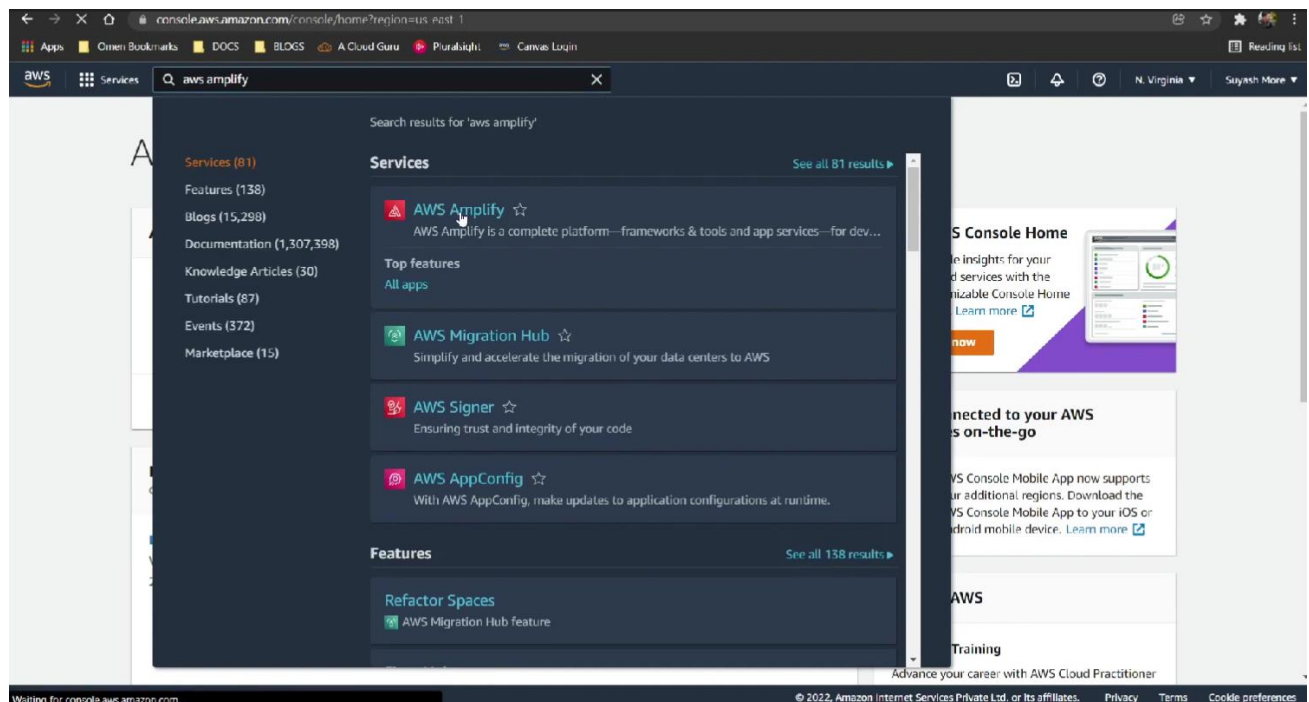 console.aws.amazon.com/console/home?region=us-east-1
Apps Omen Bookmarks DOCS BLOGS A Cloud Guru Pluralsight Canvas Login Reading list
aws Services aws amplify N. Virginia Suyash More
Search results for 'aws amplify'
Services (81)
Features (138)
Blogs (15,298)
Documentation (1,307,398)
Knowledge Articles (30)
Tutorials (87)
Events (372)
Marketplace (15)
Services See all 81 results
AWS Amplify
AWS Amplify is a complete platform—frameworks & tools and app services—for dev...
Top features
All apps
AWS Migration Hub
Simplify and accelerate the migration of your data centers to AWS
AWS Signer
Ensuring trust and integrity of your code
AWS AppConfig
With AWS AppConfig, make updates to application configurations at runtime.
Features See all 138 results
Refactor Spaces
AWS Migration Hub feature
A
S Console Home
e insights for your
d services with the
nizable Console Home
Learn more
now
nected to your AWS
s on-the-go
WS Console Mobile App now supports
ur additional regions. Download the
WS Console Mobile App to your iOS or
droid mobile device. Learn more
AWS
Training
Advance your career with AWS Cloud Practitioner
Waiting for console.aws.amazon.com
© 2022, Amazon Internet Services Private Ltd. or its affiliates. Privacy Terms Cookie preferences